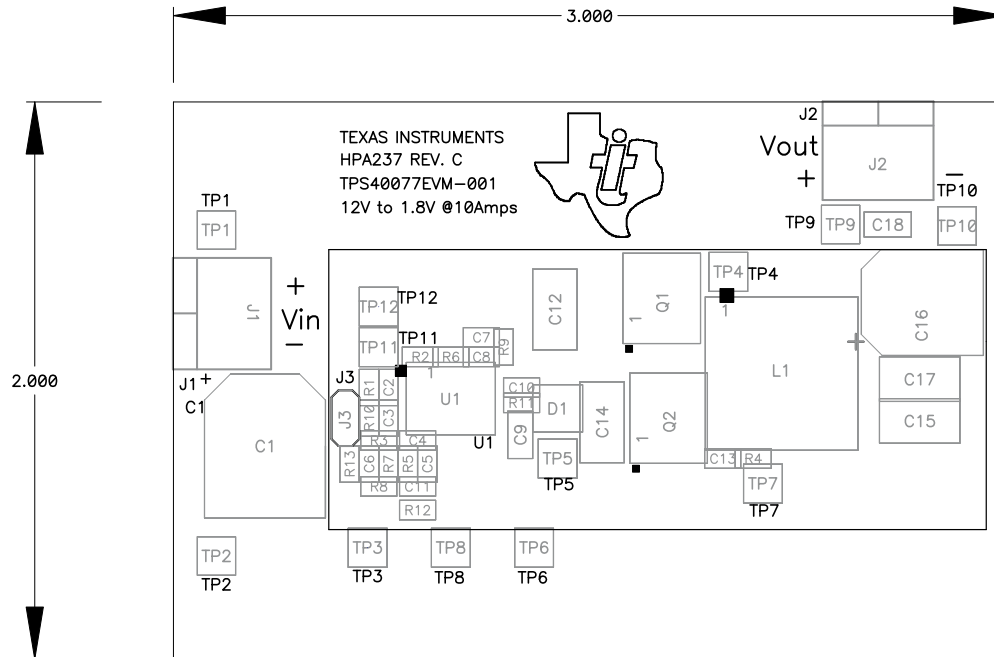 3.000
TEXAS INSTRUMENTS
HPA237 REV. C
TPS40077EVM-001
12V to 1.8V @10Amps
J2
J2
Vout
+
-
TP10
TP1
TP1
TP9
TP9
C18
TP10
+
Vin
-
J1
J1
+
TP12
TP12
TP11
TP11
C12
Q1
1
TP4
TP4
1
C16
+
C7
R9
R2
R6
C8
L1
2.000
C1
C1
J3
J3
R1
C2
R10
C3
1
U1
U1
C10
R11
C9
D1
C14
Q2
1
C17
C15
R3
C4
R13
C6
R7
R5
C5
R8
C11
R12
TP5
TP5
C13
R4
TP7
TP7
TP2
TP2
TP3
TP3
TP8
TP8
TP6
TP6